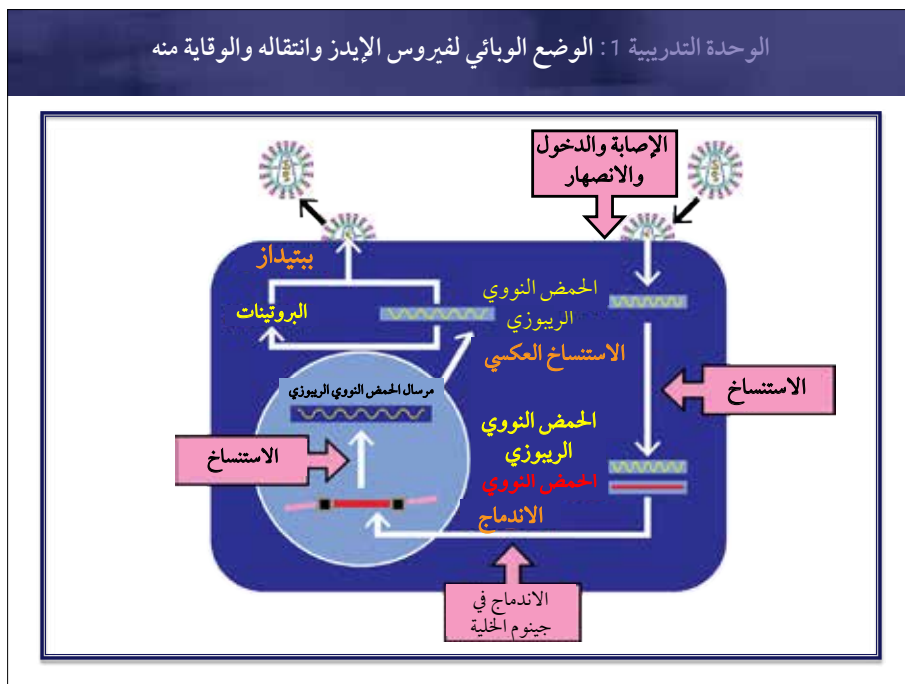 الوحدة التدريبية 1: الوضع الوبائي لفيروس الإيدز وانتقاله والوقاية منه
الإصابة والدخول
والانصهار
ببتيداز
الحمض النووي
الريبوزي
البروتينات
الاستنساخ العكسي
مرسال الحمض النووي الريبوزي
الاستنساخ
الحمض النووي
الريبوزي
الاستنساخ
الحمض النووي
الاندماج
الاندماج في
جينوم الخلية